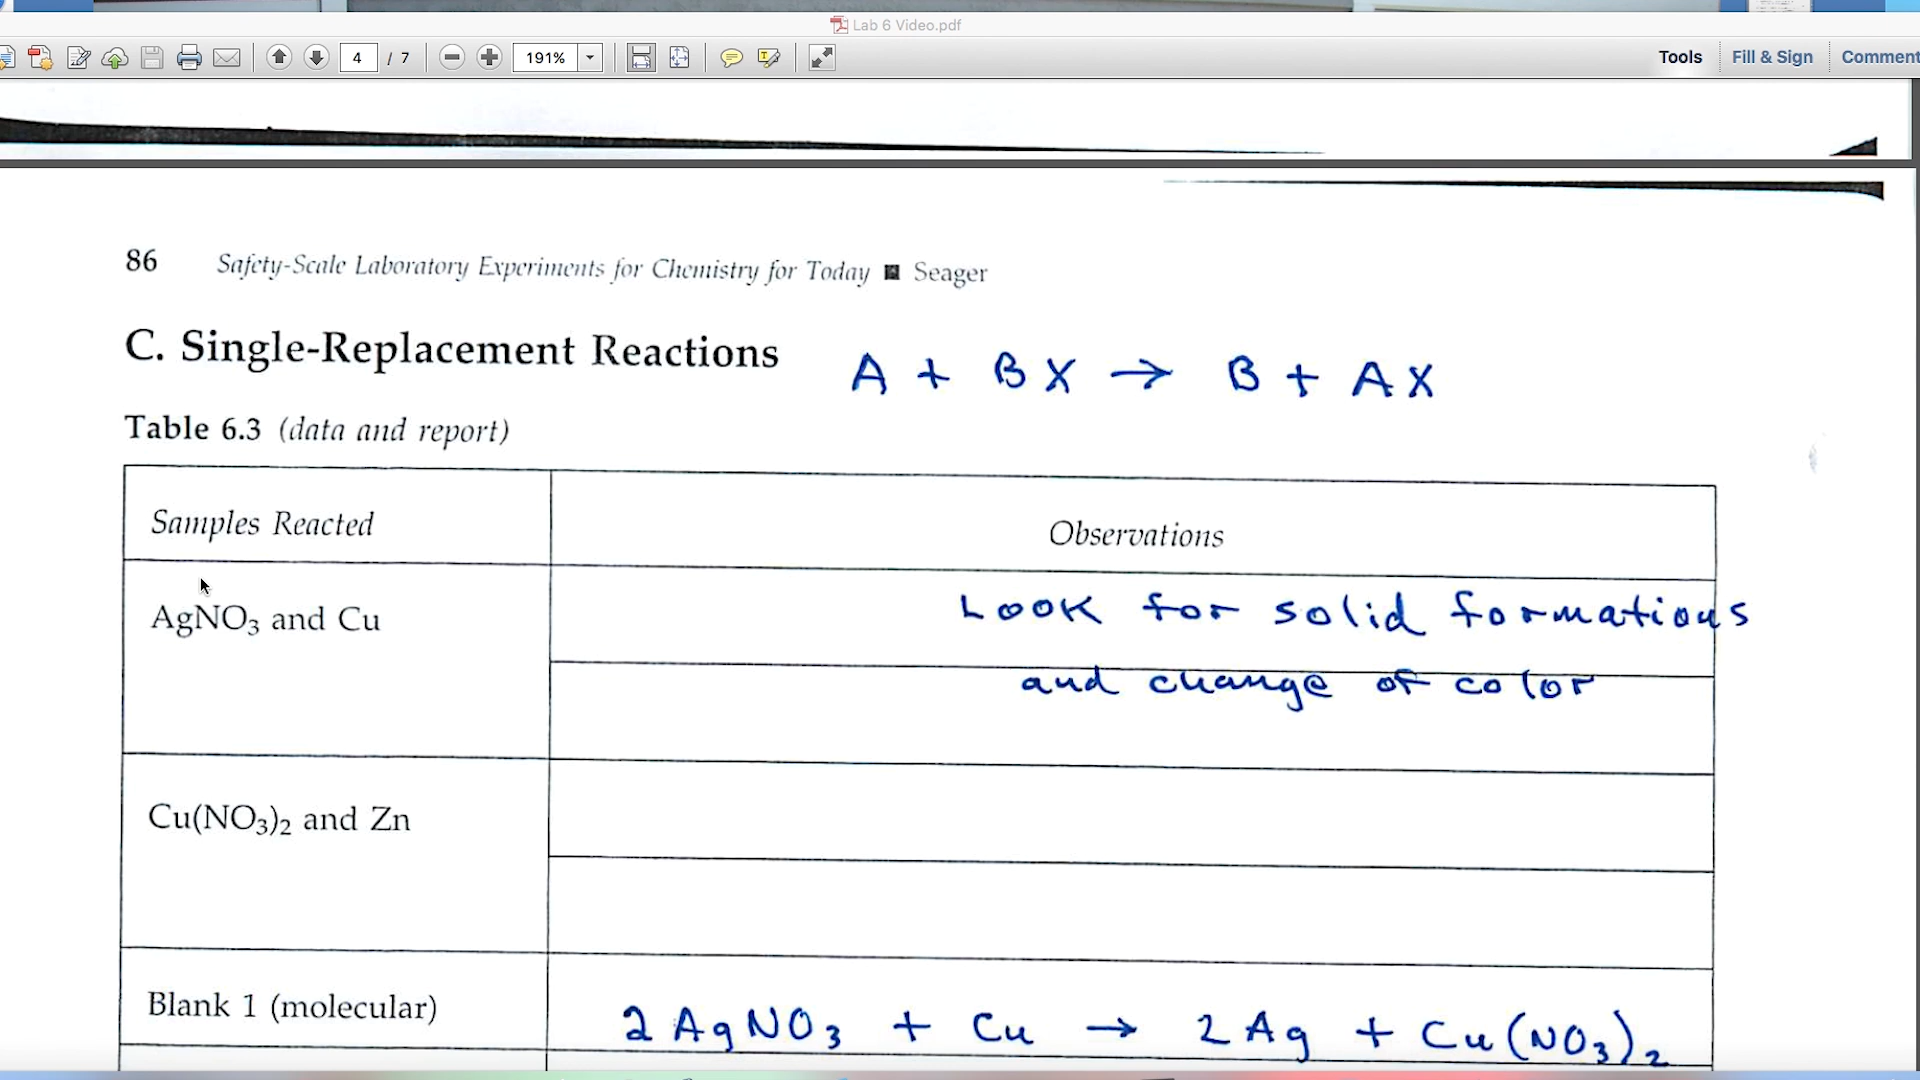 Lab 6 Video.pdf
4 / 7 191% Tools Fill & Sign Comment
86 Safety-Scale Laboratory Experiments for Chemistry for Today ■ Seager
C. Single-Replacement Reactions A + BX → B + AX
Table 6.3 (data and report)
Samples Reacted Observations
AgNO₃ and Cu Look for solid formations
and change of color
Cu(NO₃)₂ and Zn
Blank 1 (molecular) 2AgNO₃ + Cu → 2Ag + Cu(NO₃)₂